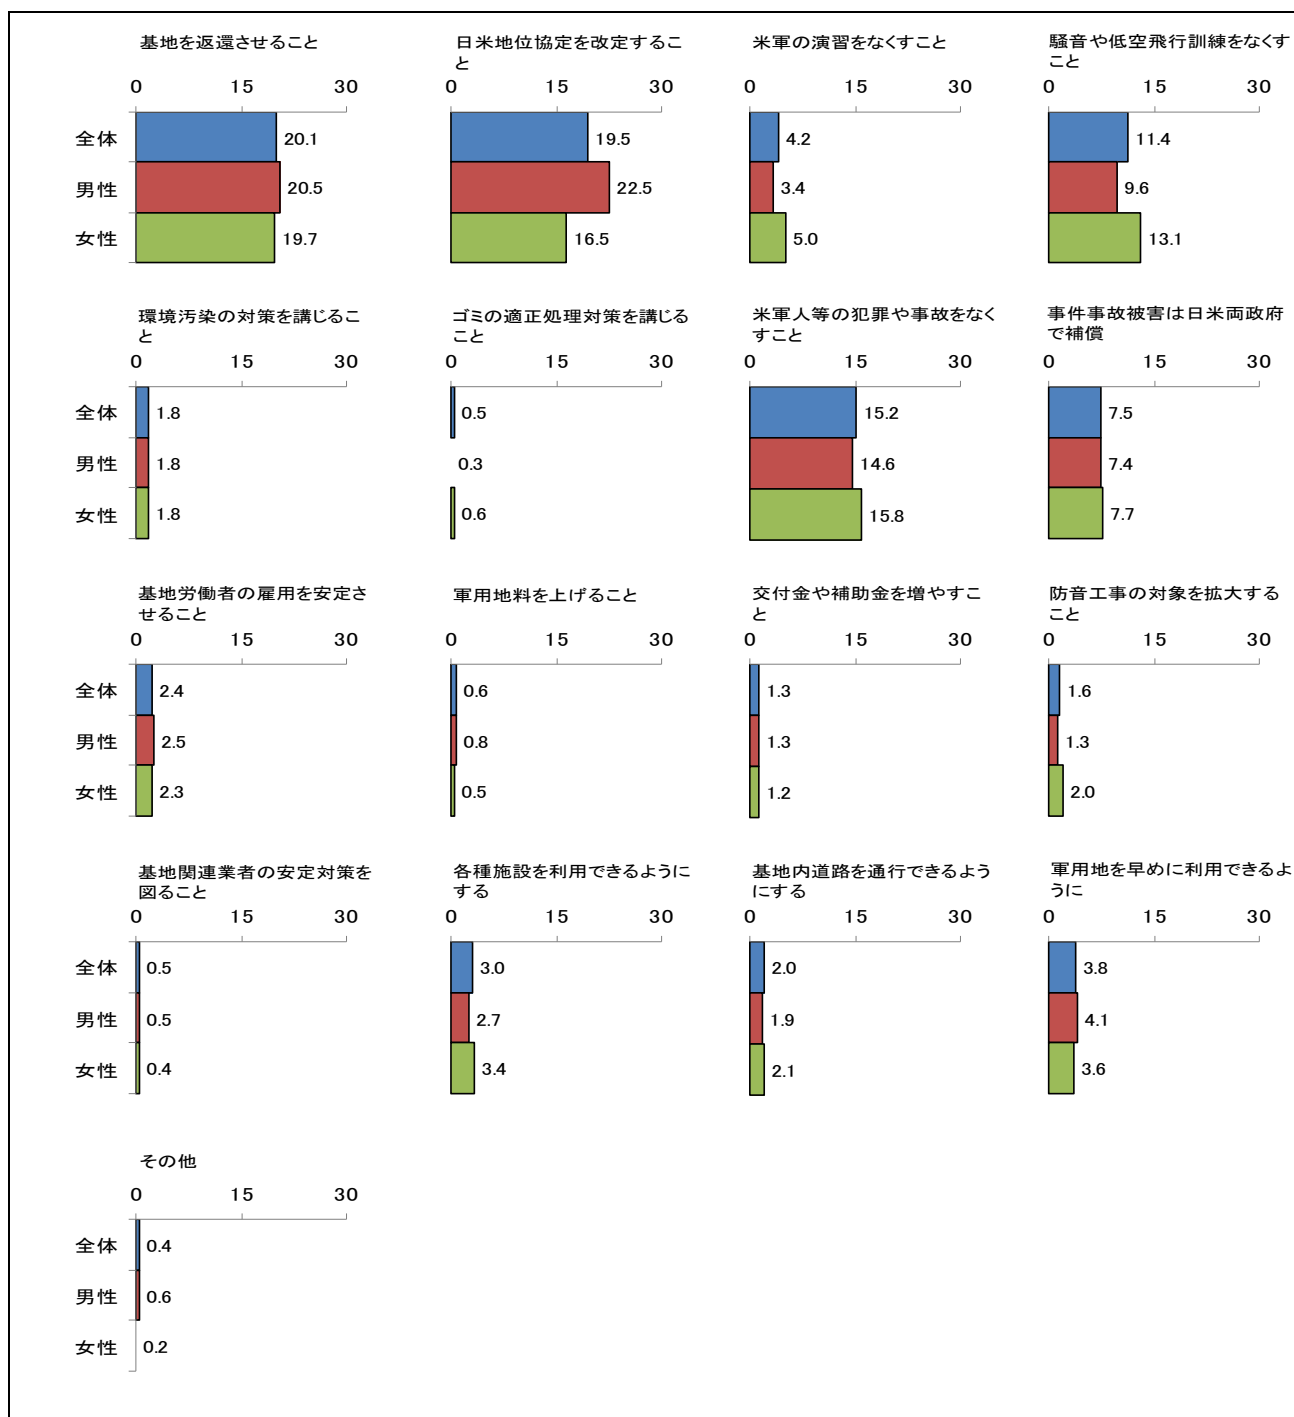 基地を返還させること
0 15 30
全体 20.1
男性 20.5
女性 19.7
日米地位協定を改定するこ
と
0 15 30
19.5
22.5
16.5
米軍の演習をなくすこと
0 15 30
4.2
3.4
5.0
騒音や低空飛行訓練をなくす
こと
0 15 30
11.4
9.6
13.1
環境汚染の対策を講じるこ
と
0 15 30
全体 1.8
男性 1.8
女性 1.8
ゴミの適正処理対策を講じる
こと
0 15 30
0.5
0.3
0.6
米軍人等の犯罪や事故をなく
すこと
0 15 30
15.2
14.6
15.8
事件事故被害は日米両政府
で補償
0 15 30
7.5
7.4
7.7
基地労働者の雇用を安定さ
せること
0 15 30
全体 2.4
男性 2.5
女性 2.3
軍用地料を上げること
0 15 30
0.6
0.8
0.5
交付金や補助金を増やすこ
と
0 15 30
1.3
1.3
1.2
防音工事の対象を拡大する
こと
0 15 30
1.6
1.3
2.0
基地関連業者の安定対策を
図ること
0 15 30
全体 0.5
男性 0.5
女性 0.4
各種施設を利用できるように
する
0 15 30
3.0
2.7
3.4
基地内道路を通行できるよう
にする
0 15 30
2.0
1.9
2.1
軍用地を早めに利用できるよ
うに
0 15 30
3.8
4.1
3.6
その他
0 15 30
全体 0.4
男性 0.6
女性 0.2